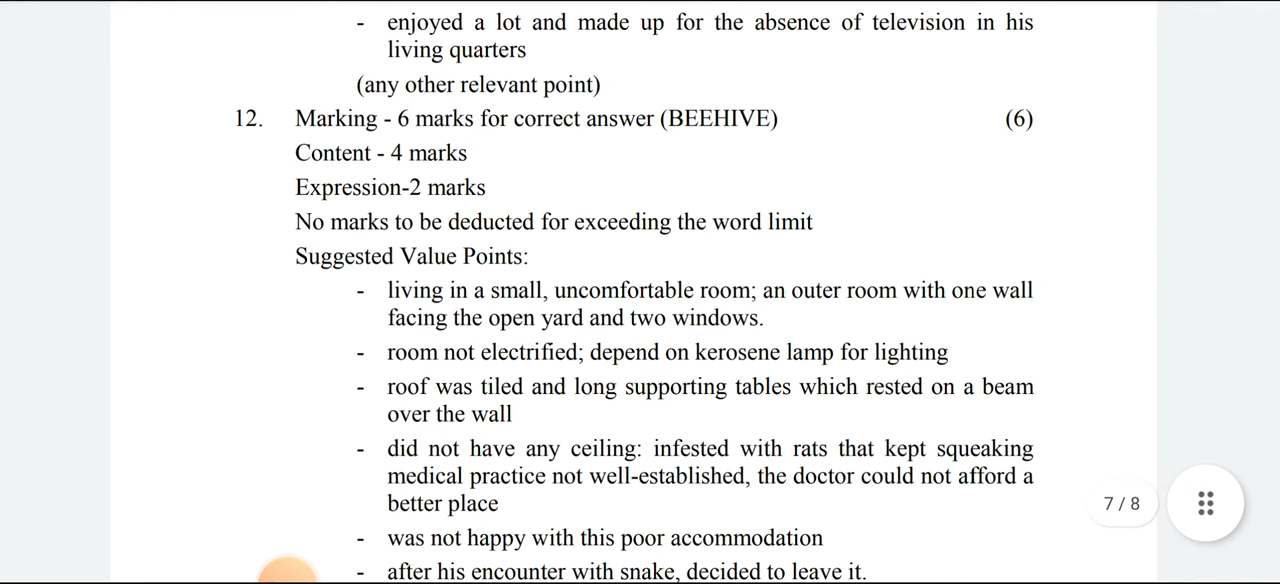 - enjoyed a lot and made up for the absence of television in his
living quarters
(any other relevant point)
12. Marking - 6 marks for correct answer (BEEHIVE) (6)
Content - 4 marks
Expression-2 marks
No marks to be deducted for exceeding the word limit
Suggested Value Points:
- living in a small, uncomfortable room; an outer room with one wall
facing the open yard and two windows.
- room not electrified; depend on kerosene lamp for lighting
- roof was tiled and long supporting tables which rested on a beam
over the wall
- did not have any ceiling: infested with rats that kept squeaking
medical practice not well-established, the doctor could not afford a
better place
7 / 8
- was not happy with this poor accommodation
- after his encounter with snake, decided to leave it.